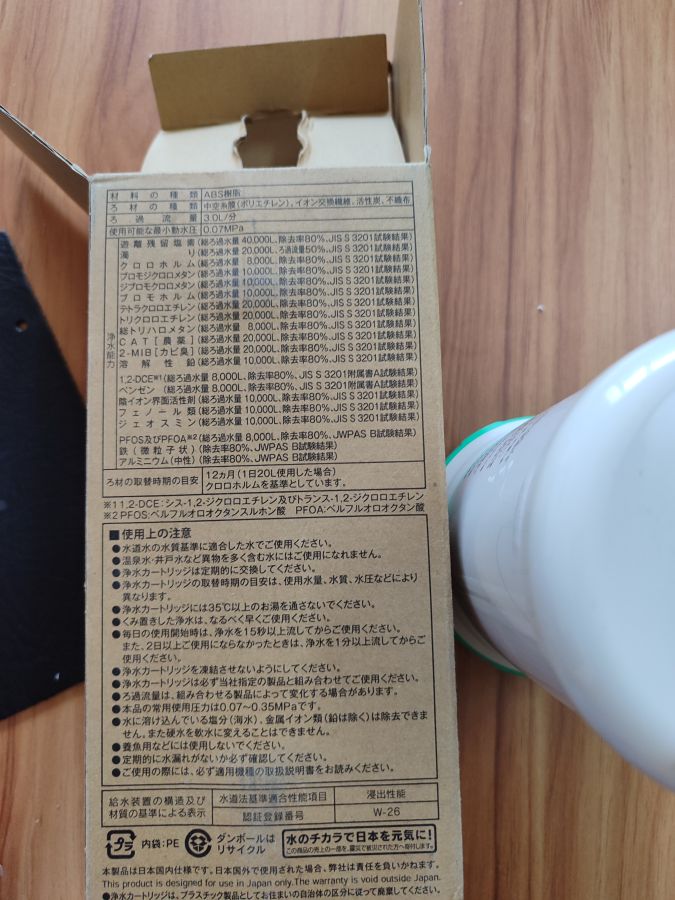 材料の種類 ABS樹脂
ろ材の種類 中空糸膜(ポリエチレン)、イオン交換繊維、活性炭、不織布
ろ過流量 3.0L/分
使用可能な最小動水圧 0.07MPa
浄水能力
遊離残留塩素(総ろ過水量 40,000L、除去率80%、JIS S 3201試験結果)
濁り(総ろ過水量 20,000L、ろ過流量50%、JIS S 3201試験結果)
クロロホルム(総ろ過水量 8,000L、除去率80%、JIS S 3201試験結果)
ブロモジクロロメタン(総ろ過水量 10,000L、除去率80%、JIS S 3201試験結果)
ジブロモクロロメタン(総ろ過水量 10,000L、除去率80%、JIS S 3201試験結果)
ブロモホルム(総ろ過水量 10,000L、除去率80%、JIS S 3201試験結果)
テトラクロロエチレン(総ろ過水量 20,000L、除去率80%、JIS S 3201試験結果)
トリクロロエチレン(総ろ過水量 20,000L、除去率80%、JIS S 3201試験結果)
総トリハロメタン(総ろ過水量 8,000L、除去率80%、JIS S 3201試験結果)
CAT[農薬](総ろ過水量 20,000L、除去率80%、JIS S 3201試験結果)
2-MIB[カビ臭](総ろ過水量 20,000L、除去率80%、JIS S 3201試験結果)
溶解性鉛(総ろ過水量 10,000L、除去率80%、JIS S 3201試験結果)
1,2-DCE※1(総ろ過水量 8,000L、除去率80%、JIS S 3201附属書A試験結果)
ベンゼン(総ろ過水量 8,000L、除去率80%、JIS S 3201附属書A試験結果)
陰イオン界面活性剤(総ろ過水量 10,000L、除去率80%、JIS S 3201試験結果)
フェノール類(総ろ過水量 10,000L、除去率80%、JIS S 3201試験結果)
ジェオスミン(総ろ過水量 20,000L、除去率80%、JIS S 3201試験結果)
PFOS及びPFOA※2(総ろ過水量 8,000L、除去率80%、JWPAS B試験結果)
鉄(微粒子状)(除去率80%、JWPAS B試験結果)
アルミニウム(中性)(除去率80%、JWPAS B試験結果)
ろ材の取替時期の目安 12ヵ月(1日20L使用した場合)
クロロホルムを基準としています。
※1 1,2-DCE:シス-1,2-ジクロロエチレン及びトランス-1,2-ジクロロエチレン
※2 PFOS:ペルフルオロオクタンスルホン酸 PFOA:ペルフルオロオクタン酸
■使用上の注意
●水道水の水質基準に適合した水でご使用ください。
●温泉水・井戸水など異物を多く含む水にはご使用になれません。
●浄水カートリッジは定期的に交換してください。
●浄水カートリッジの取替時期の目安は、使用水量、水質、水圧などにより
異なります。
●浄水カートリッジには35℃以上のお湯を通さないでください。
●くみ置きした浄水は、なるべく早くご使用ください。
●毎日の使用開始時は、浄水を15秒以上流してからご使用ください。
また、2日以上ご使用にならなかったときは、浄水を1分以上流してからご
使用ください。
●浄水カートリッジを凍結させないようにしてください。
●浄水カートリッジは必ず当社指定の製品と組み合わせてご使用ください。
●ろ過流量は、組み合わせる製品によって変化する場合があります。
●本品の常用使用圧力は0.07~0.35MPaです。
●水に溶け込んでいる塩分(海水)、金属イオン類(鉛は除く)は除去できま
せん。また硬水を軟水に変えることはできません。
●養魚用などには使用しないでください。
●定期的に水漏れがないか必ず確認してください。
●ご使用の際には、必ず適用機種の取扱説明書をお読みください。
給水装置の構造及び 水道法基準適合性能項目 浸出性能
材質の基準による表示 認証登録番号 W-26
プラ 内袋:PE ダンボールは
リサイクル
水のチカラで日本を元気に!
この商品の売上の一部を、震災で被災された方へ寄付します。
本製品は日本国内仕様です。日本国外で使用された場合、弊社は責任を負いかねます。
This product is designed for use in Japan only.The warranty is void outside Japan.
●浄水カートリッジは、プラスチック製品としてお住まいの自治体の区分に従って廃棄してください。